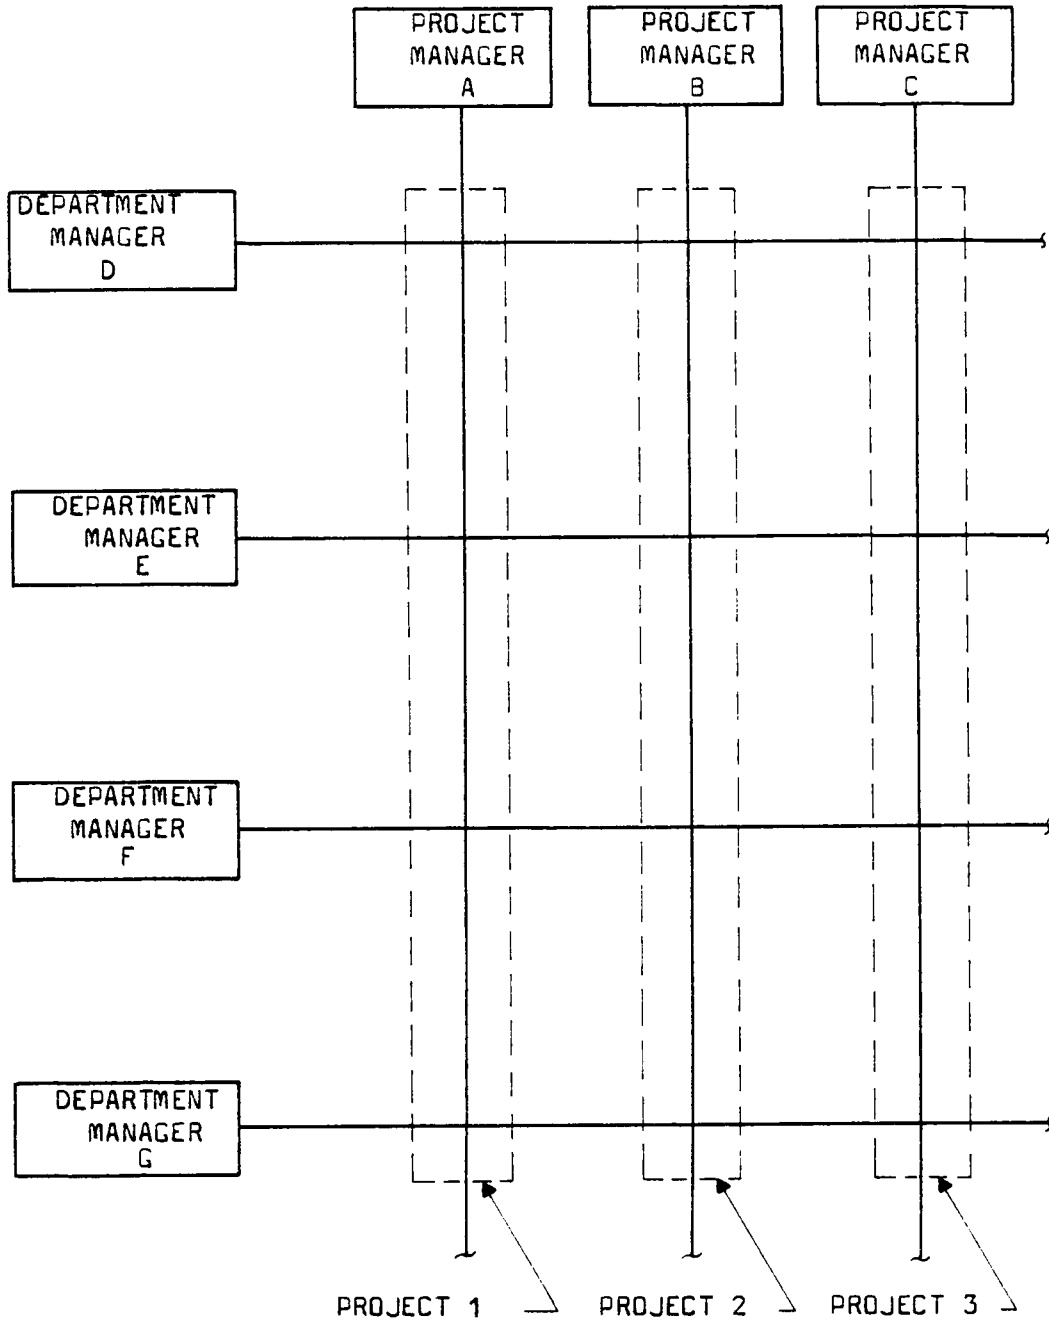 PROJECT
MANAGER
A
PROJECT
MANAGER
B
PROJECT
MANAGER
C
DEPARTMENT
MANAGER
D
DEPARTMENT
MANAGER
E
DEPARTMENT
MANAGER
F
DEPARTMENT
MANAGER
G
PROJECT 1
PROJECT 2
PROJECT 3